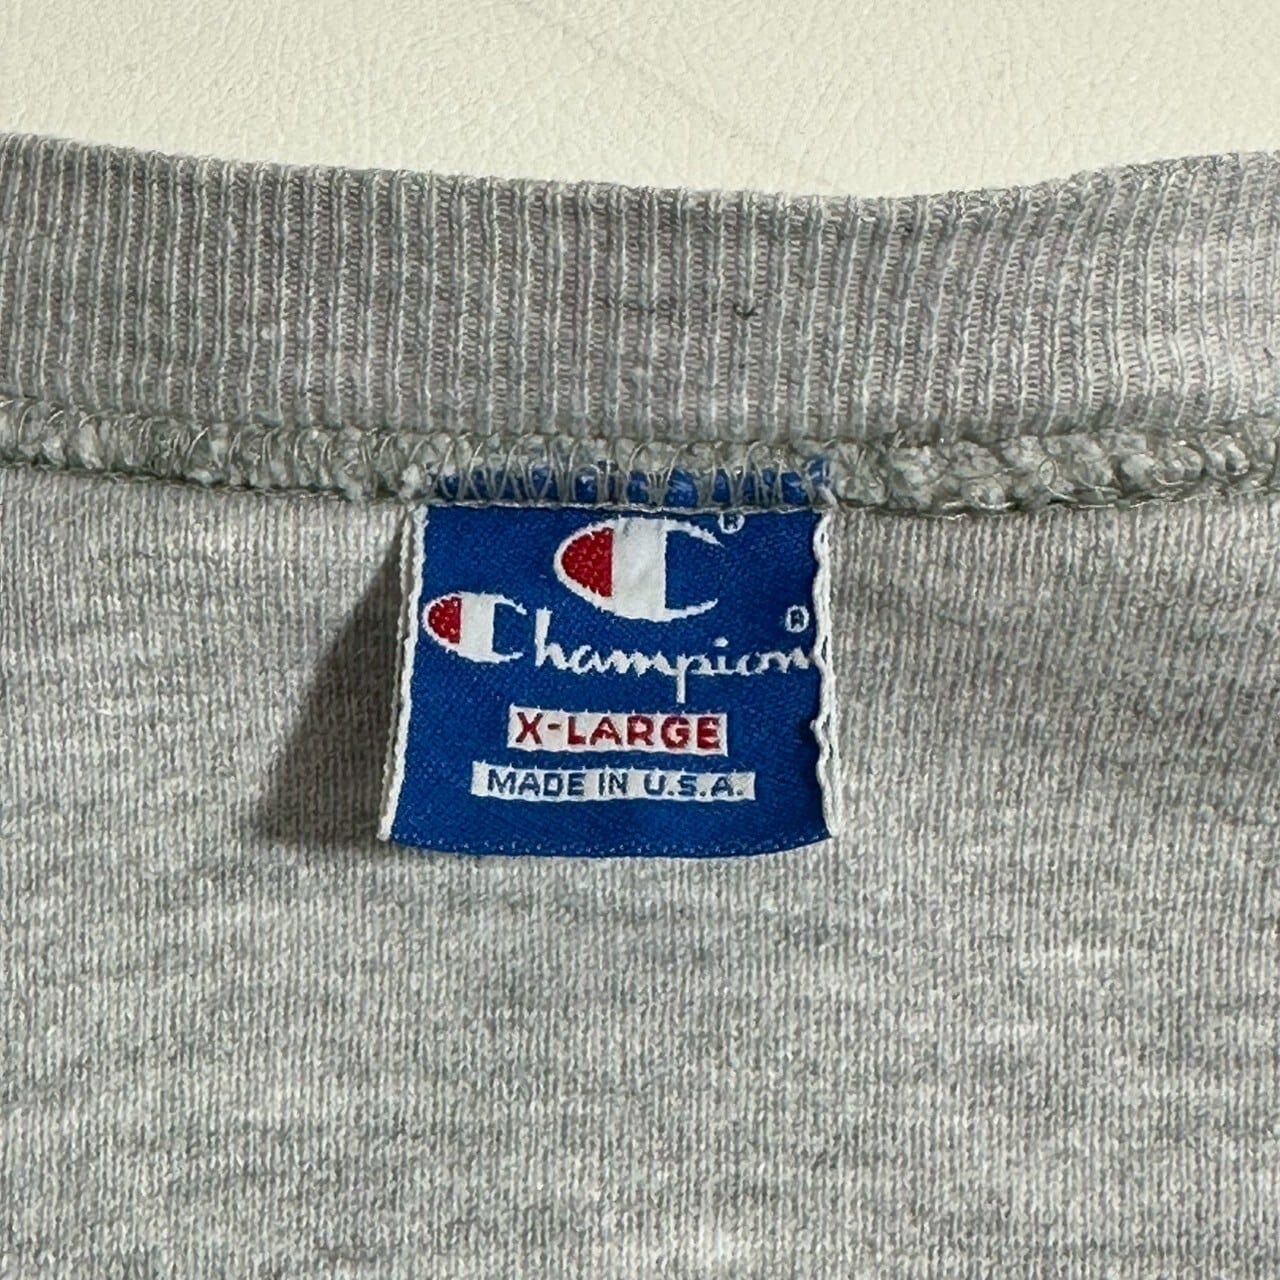 C®
Champion®
X-LARGE
MADE IN U.S.A.